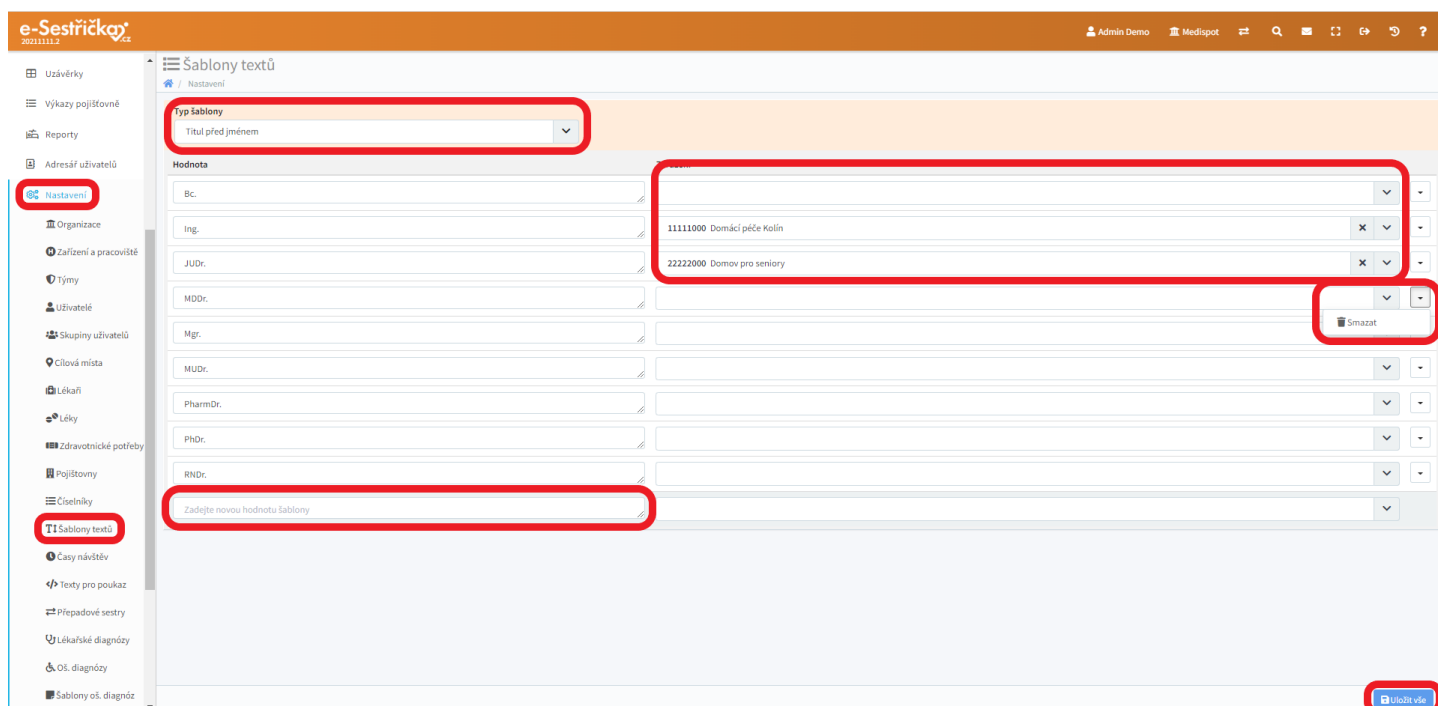 e-Sestřička.cz
20211111.2
Admin Demo
Medispot
?
Uzávěrky
Výkazy pojišťovně
Reporty
Adresář uživatelů
Nastavení
Organizace
Zařízení a pracoviště
Týmy
Uživatelé
Skupiny uživatelů
Cílová místa
Lékaři
Léky
Zdravotnické potřeby
Pojištovny
Číselníky
Šablony textů
Časy návštěv
Texty pro poukaz
Přepadové sestry
Lékařské diagnózy
Oš. diagnózy
Šablony oš. diagnóz
Šablony textů
/ Nastavení
Typ šablony
Titul před jménem
Hodnota
Bc.
Ing.
11111000 Domácí péče Kolín
JUDr.
22222000 Domov pro seniory
MDDr.
Smazat
Mgr.
MUDr.
PharmDr.
PhDr.
RNDr.
Zadejte novou hodnotu šablony
Uložit vše